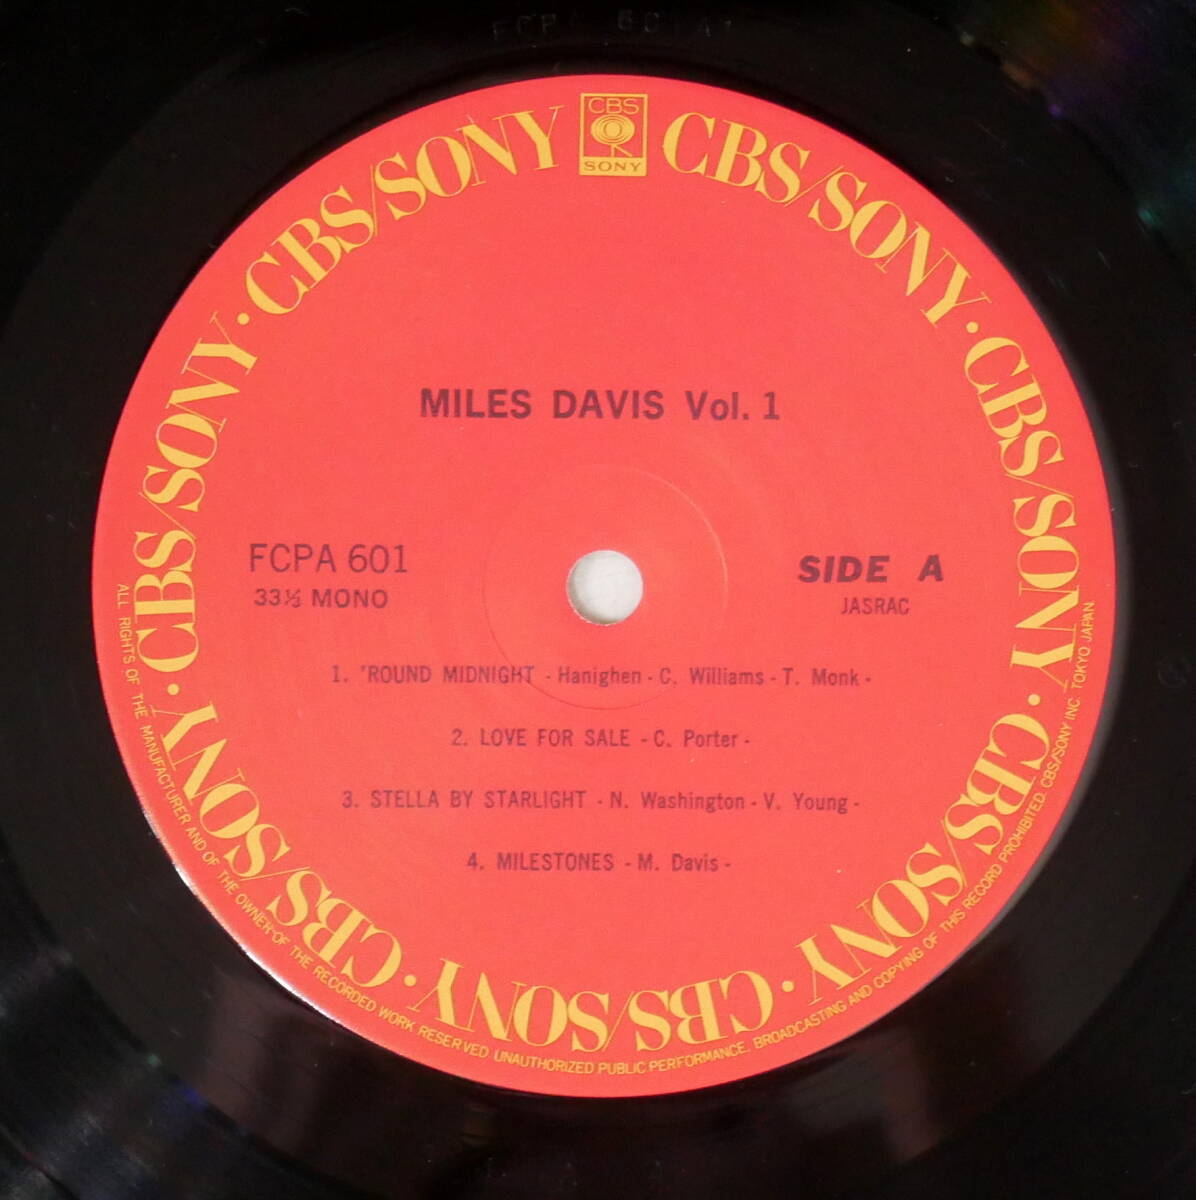 FCPA 601 A1
CBS
SONY
CBS/SONY · CBS/SONY · CBS/SONY · CBS/SONY · CBS/SONY · CBS/SONY · CBS/SONY · CBS/SONY
MILES DAVIS Vol. 1
FCPA 601
33⅓ MONO
SIDE A
JASRAC
1. 'ROUND MIDNIGHT - Hanighen - C. Williams - T. Monk -
2. LOVE FOR SALE - C. Porter -
3. STELLA BY STARLIGHT - N. Washington - V. Young -
4. MILESTONES - M. Davis -
ALL RIGHTS OF THE MANUFACTURER AND OF THE OWNER OF THE RECORDED WORK RESERVED UNAUTHORIZED PUBLIC PERFORMANCE. BROADCASTING AND COPYING OF THIS RECORD PROHIBITED. CBS/SONY INC. TOKYO JAPAN